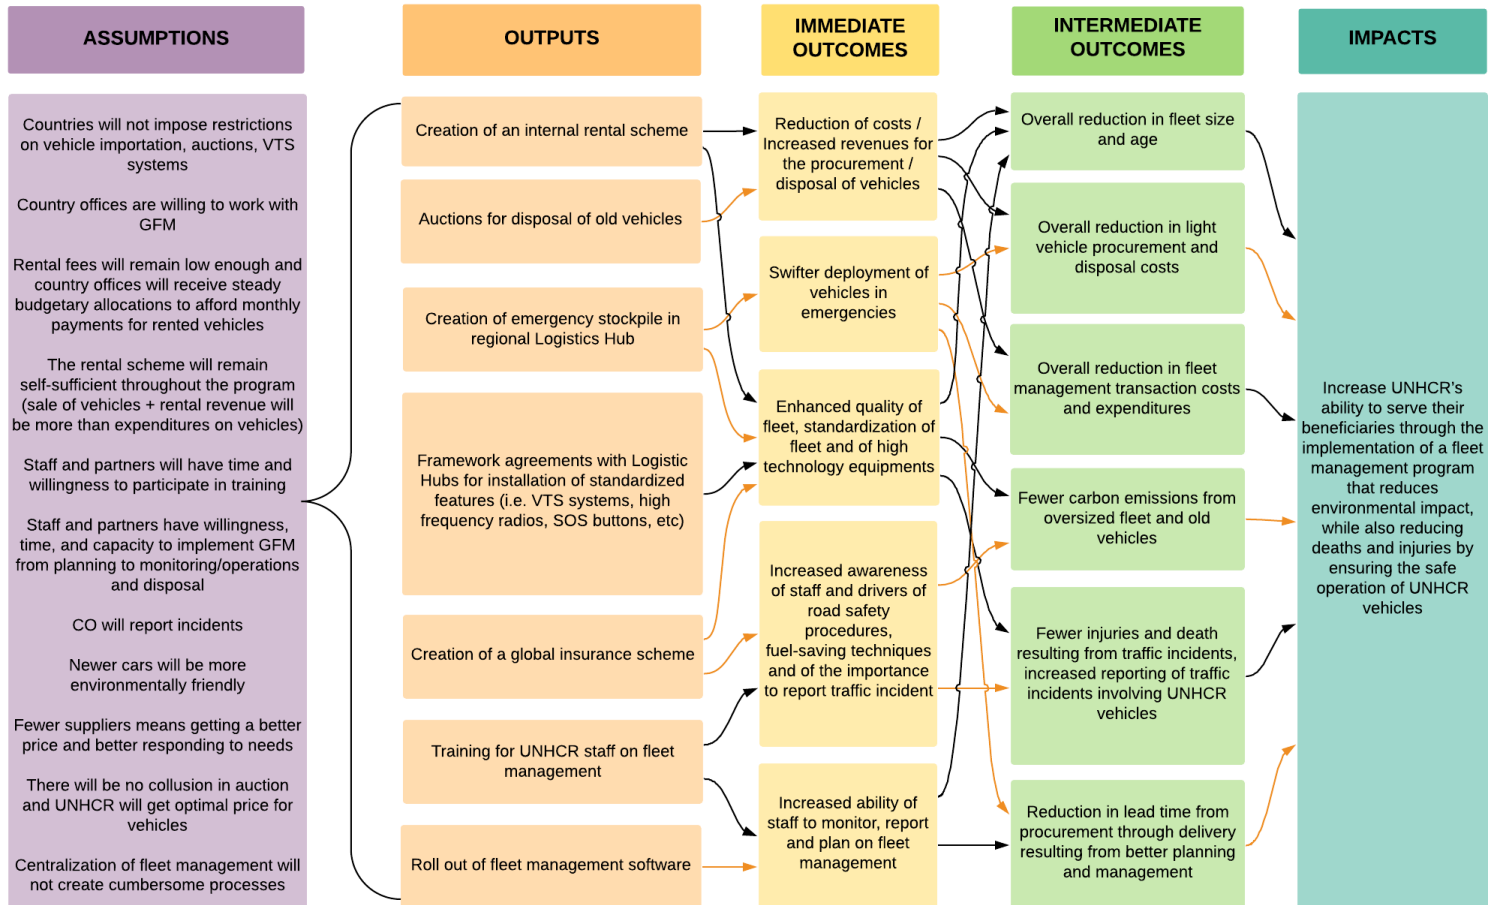 ASSUMPTIONS
Countries will not impose restrictions
on vehicle importation, auctions, VTS
systems
Country offices are willing to work with
GFM
Rental fees will remain low enough and
country offices will receive steady
budgetary allocations to afford monthly
payments for rented vehicles
The rental scheme will remain
self-sufficient throughout the program
(sale of vehicles + rental revenue will
be more than expenditures on vehicles)
Staff and partners will have time and
willingness to participate in training
Staff and partners have willingness,
time, and capacity to implement GFM
from planning to monitoring/operations
and disposal
CO will report incidents
Newer cars will be more
environmentally friendly
Fewer suppliers means getting a better
price and better responding to needs
There will be no collusion in auction
and UNHCR will get optimal price for
vehicles
Centralization of fleet management will
not create cumbersome processes
OUTPUTS
Creation of an internal rental scheme
Auctions for disposal of old vehicles
Creation of emergency stockpile in
regional Logistics Hub
Framework agreements with Logistic
Hubs for installation of standardized
features (i.e. VTS systems, high
frequency radios, SOS buttons, etc)
Creation of a global insurance scheme
Training for UNHCR staff on fleet
management
Roll out of fleet management software
IMMEDIATE
OUTCOMES
Reduction of costs /
Increased revenues for
the procurement /
disposal of vehicles
Swifter deployment of
vehicles in
emergencies
Enhanced quality of
fleet, standardization of
fleet and of high
technology equipments
Increased awareness
of staff and drivers of
road safety
procedures,
fuel-saving techniques
and of the importance
to report traffic incident
Increased ability of
staff to monitor, report
and plan on fleet
management
INTERMEDIATE
OUTCOMES
Overall reduction in fleet size
and age
Overall reduction in light
vehicle procurement and
disposal costs
Overall reduction in fleet
management transaction costs
and expenditures
Fewer carbon emissions from
oversized fleet and old
vehicles
Fewer injuries and death
resulting from traffic incidents,
increased reporting of traffic
incidents involving UNHCR
vehicles
Reduction in lead time from
procurement through delivery
resulting from better planning
and management
IMPACTS
Increase UNHCR's
ability to serve their
beneficiaries through the
implementation of a fleet
management program
that reduces
environmental impact,
while also reducing
deaths and injuries by
ensuring the safe
operation of UNHCR
vehicles